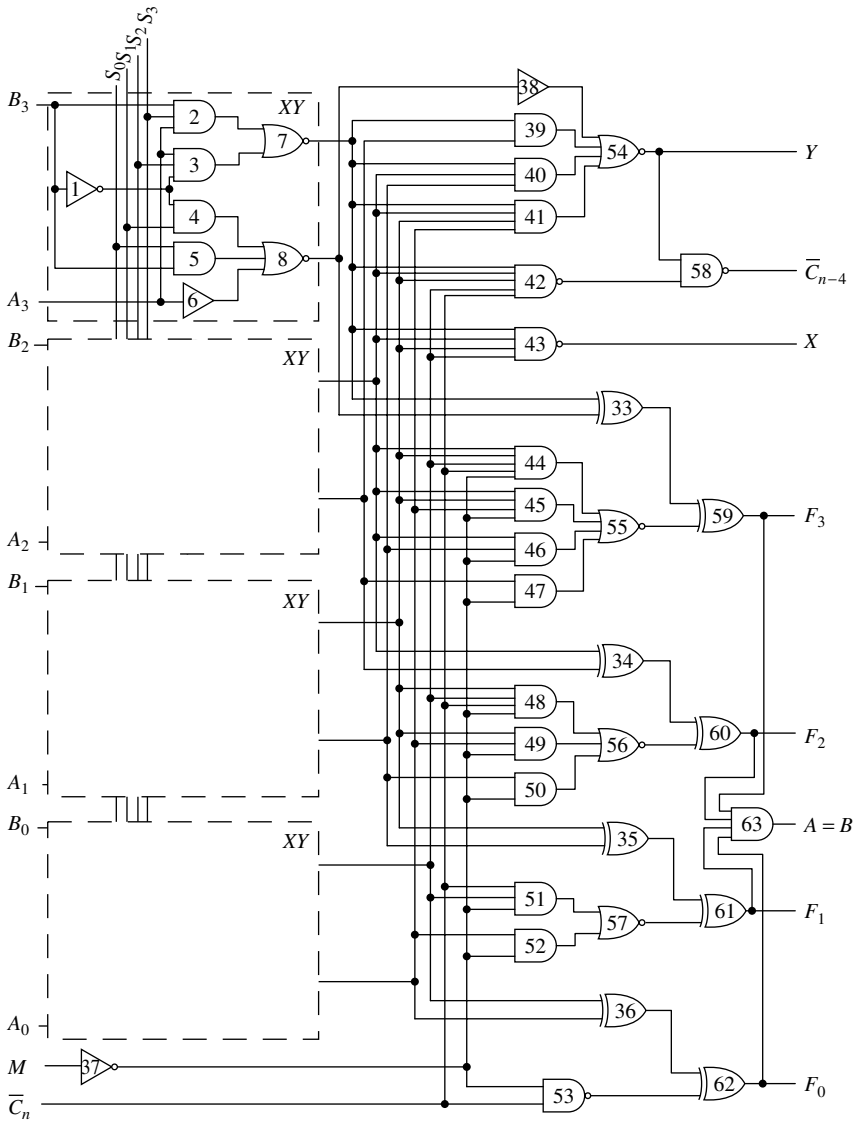 S₀ S₁ S₂ S₃
B₃
XY
2
7
3
1
4
5
8
A₃
6
38
39
54
Y
40
41
58
C̅ₙ₋₄
42
43
X
B₂
XY
33
44
45
59
F₃
55
A₂
46
47
B₁
XY
34
48
60
F₂
49
56
A₁
50
B₀
XY
35
63
A = B
51
61
F₁
57
52
36
A₀
M
37
62
F₀
53
C̅ₙ